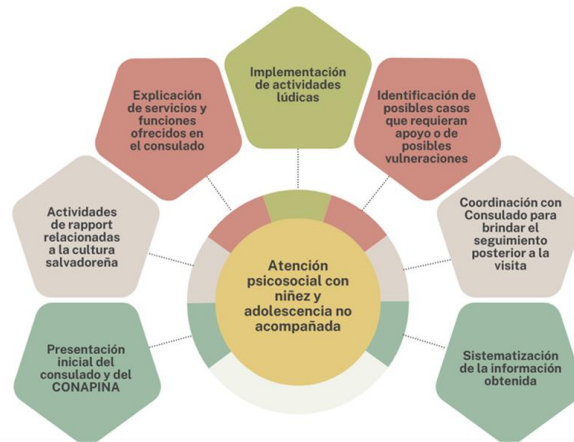 Presentación
inicial del
consulado y del
CONAPINA
Actividades
de rapport
relacionadas
a la cultura
salvadoreña
Explicación
de servicios y
funciones
ofrecidos en
el consulado
Implementación
de actividades
lúdicas
Identificación de
posibles casos
que requieran
apoyo o de
posibles
vulneraciones
Coordinación con
Consulado para
brindar el
seguimiento
posterior a la
visita
Sistematización
de la información
obtenida
Atención
psicosocial con
niñez y
adolescencia no
acompañada